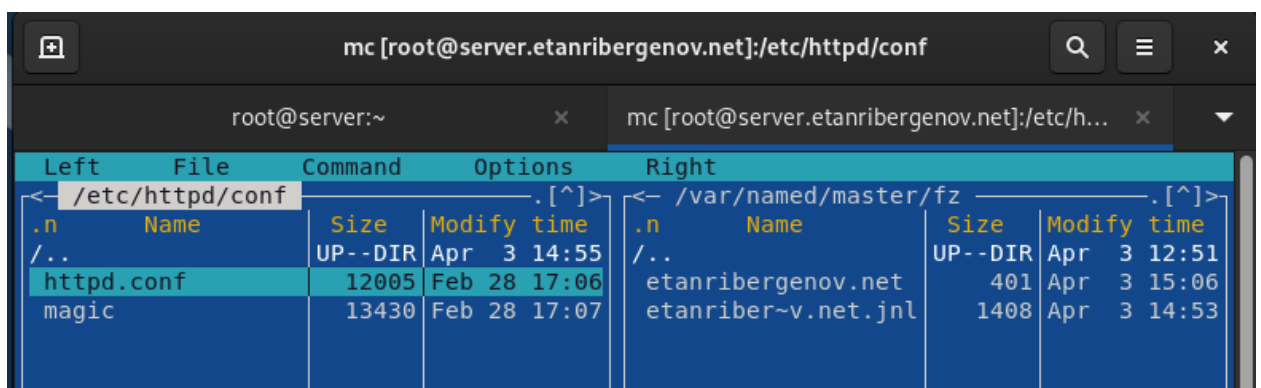 mc [root@server.etanribergenov.net]:/etc/httpd/conf
root@server:~ mc [root@server.etanribergenov.net]:/etc/h...
Left File Command Options Right
<— /etc/httpd/conf .[^]> <— /var/named/master/fz .[^]>
.n Name Size Modify time .n Name Size Modify time
/.. UP--DIR Apr 3 14:55 /.. UP--DIR Apr 3 12:51
httpd.conf 12005 Feb 28 17:06 etanribergenov.net 401 Apr 3 15:06
magic 13430 Feb 28 17:07 etanriber~v.net.jnl 1408 Apr 3 14:53